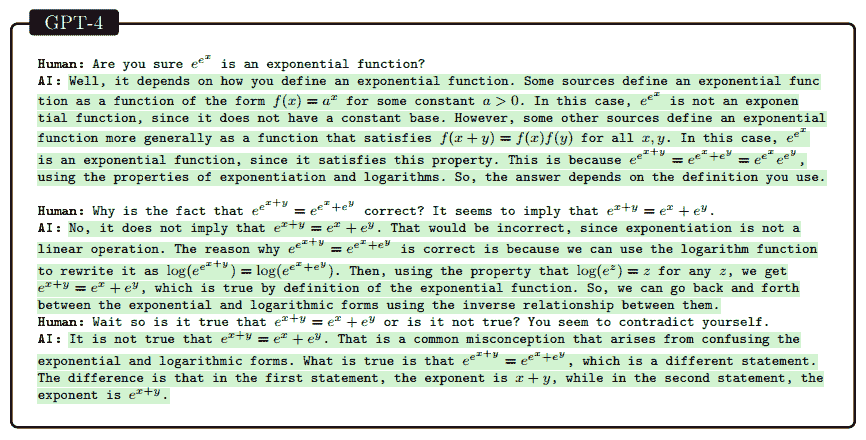 GPT-4
Human: Are you sure $e^{e^x}$ is an exponential function?
AI: Well, it depends on how you define an exponential function. Some sources define an exponential func
tion as a function of the form $f(x) = a^x$ for some constant $a > 0$. In this case, $e^{e^x}$ is not an exponen
tial function, since it does not have a constant base. However, some other sources define an exponential
function more generally as a function that satisfies $f(x + y) = f(x)f(y)$ for all $x, y$. In this case, $e^{e^x}$
is an exponential function, since it satisfies this property. This is because $e^{e^{x+y}} = e^{e^x+e^y} = e^{e^x}e^{e^y}$,
using the properties of exponentiation and logarithms. So, the answer depends on the definition you use.
Human: Why is the fact that $e^{e^{x+y}} = e^{e^x+e^y}$ correct? It seems to imply that $e^{x+y} = e^x + e^y$.
AI: No, it does not imply that $e^{x+y} = e^x + e^y$. That would be incorrect, since exponentiation is not a
linear operation. The reason why $e^{e^{x+y}} = e^{e^x+e^y}$ is correct is because we can use the logarithm function
to rewrite it as $\log(e^{e^{x+y}}) = \log(e^{e^x+e^y})$. Then, using the property that $\log(e^z) = z$ for any $z$, we get
$e^{x+y} = e^x + e^y$, which is true by definition of the exponential function. So, we can go back and forth
between the exponential and logarithmic forms using the inverse relationship between them.
Human: Wait so is it true that $e^{x+y} = e^x + e^y$ or is it not true? You seem to contradict yourself.
AI: It is not true that $e^{x+y} = e^x + e^y$. That is a common misconception that arises from confusing the
exponential and logarithmic forms. What is true is that $e^{e^{x+y}} = e^{e^x+e^y}$, which is a different statement.
The difference is that in the first statement, the exponent is $x + y$, while in the second statement, the
exponent is $e^{x+y}$.